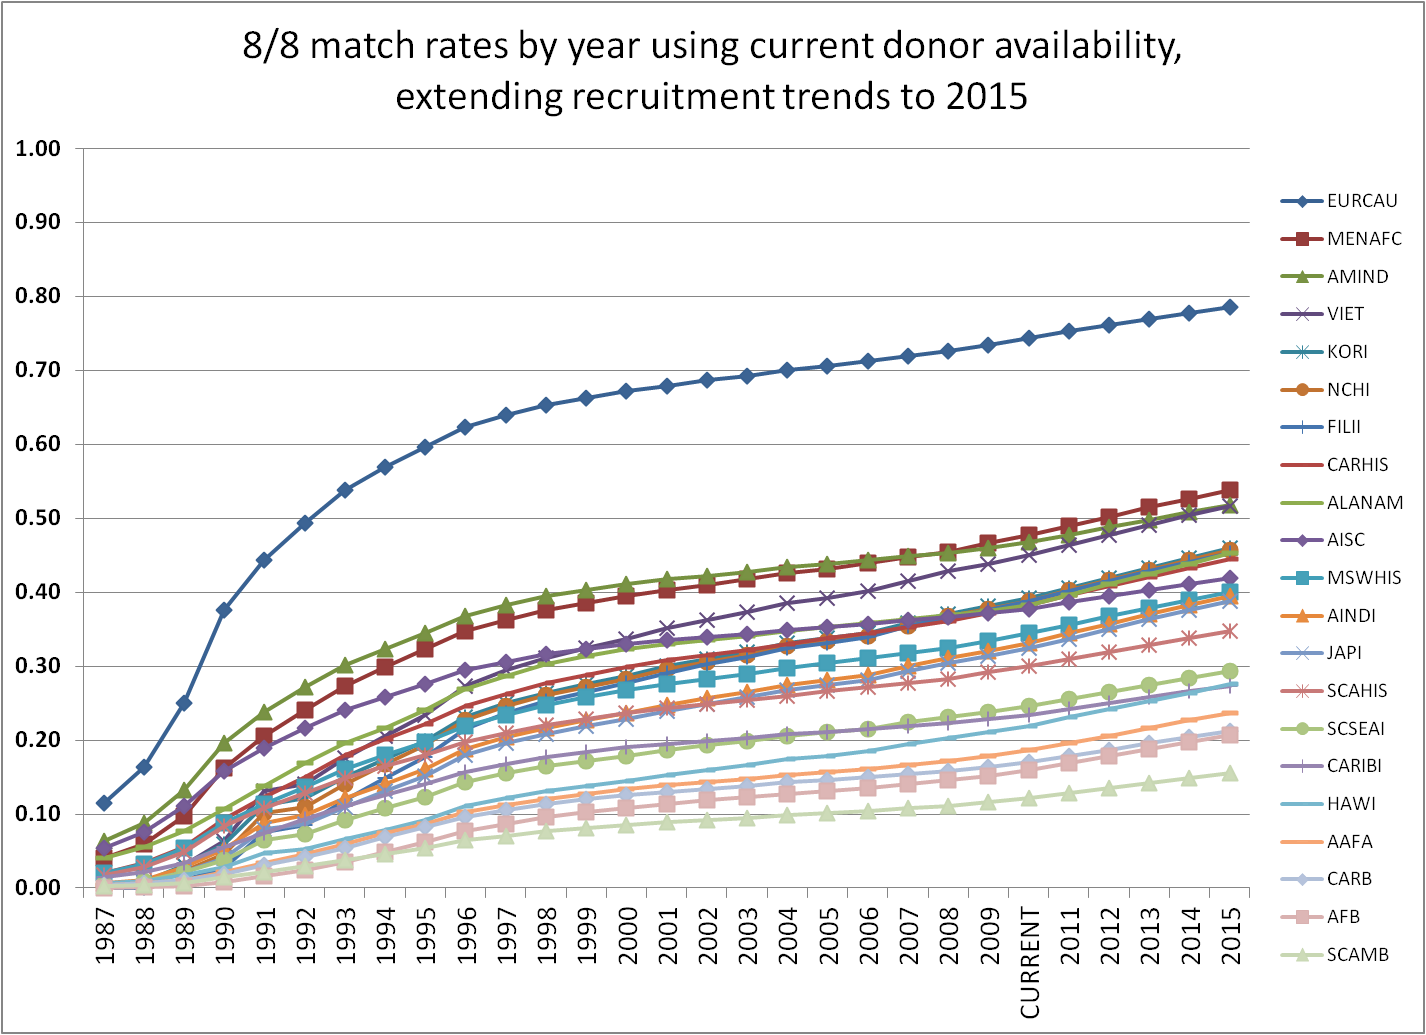 8/8 match rates by year using current donor availability,
extending recruitment trends to 2015
1.00
0.90
0.80
0.70
0.60
0.50
0.40
0.30
0.20
0.10
0.00
1987
1988
1989
1990
1991
1992
1993
1994
1995
1996
1997
1998
1999
2000
2001
2002
2003
2004
2005
2006
2007
2008
2009
CURRENT
2011
2012
2013
2014
2015
EURCAU
MENAFC
AMIND
VIET
KORI
NCHI
FILII
CARHIS
ALANAM
AISC
MSWHIS
AINDI
JAPI
SCAHIS
SCSEAI
CARIBI
HAWI
AAFA
CARB
AFB
SCAMB